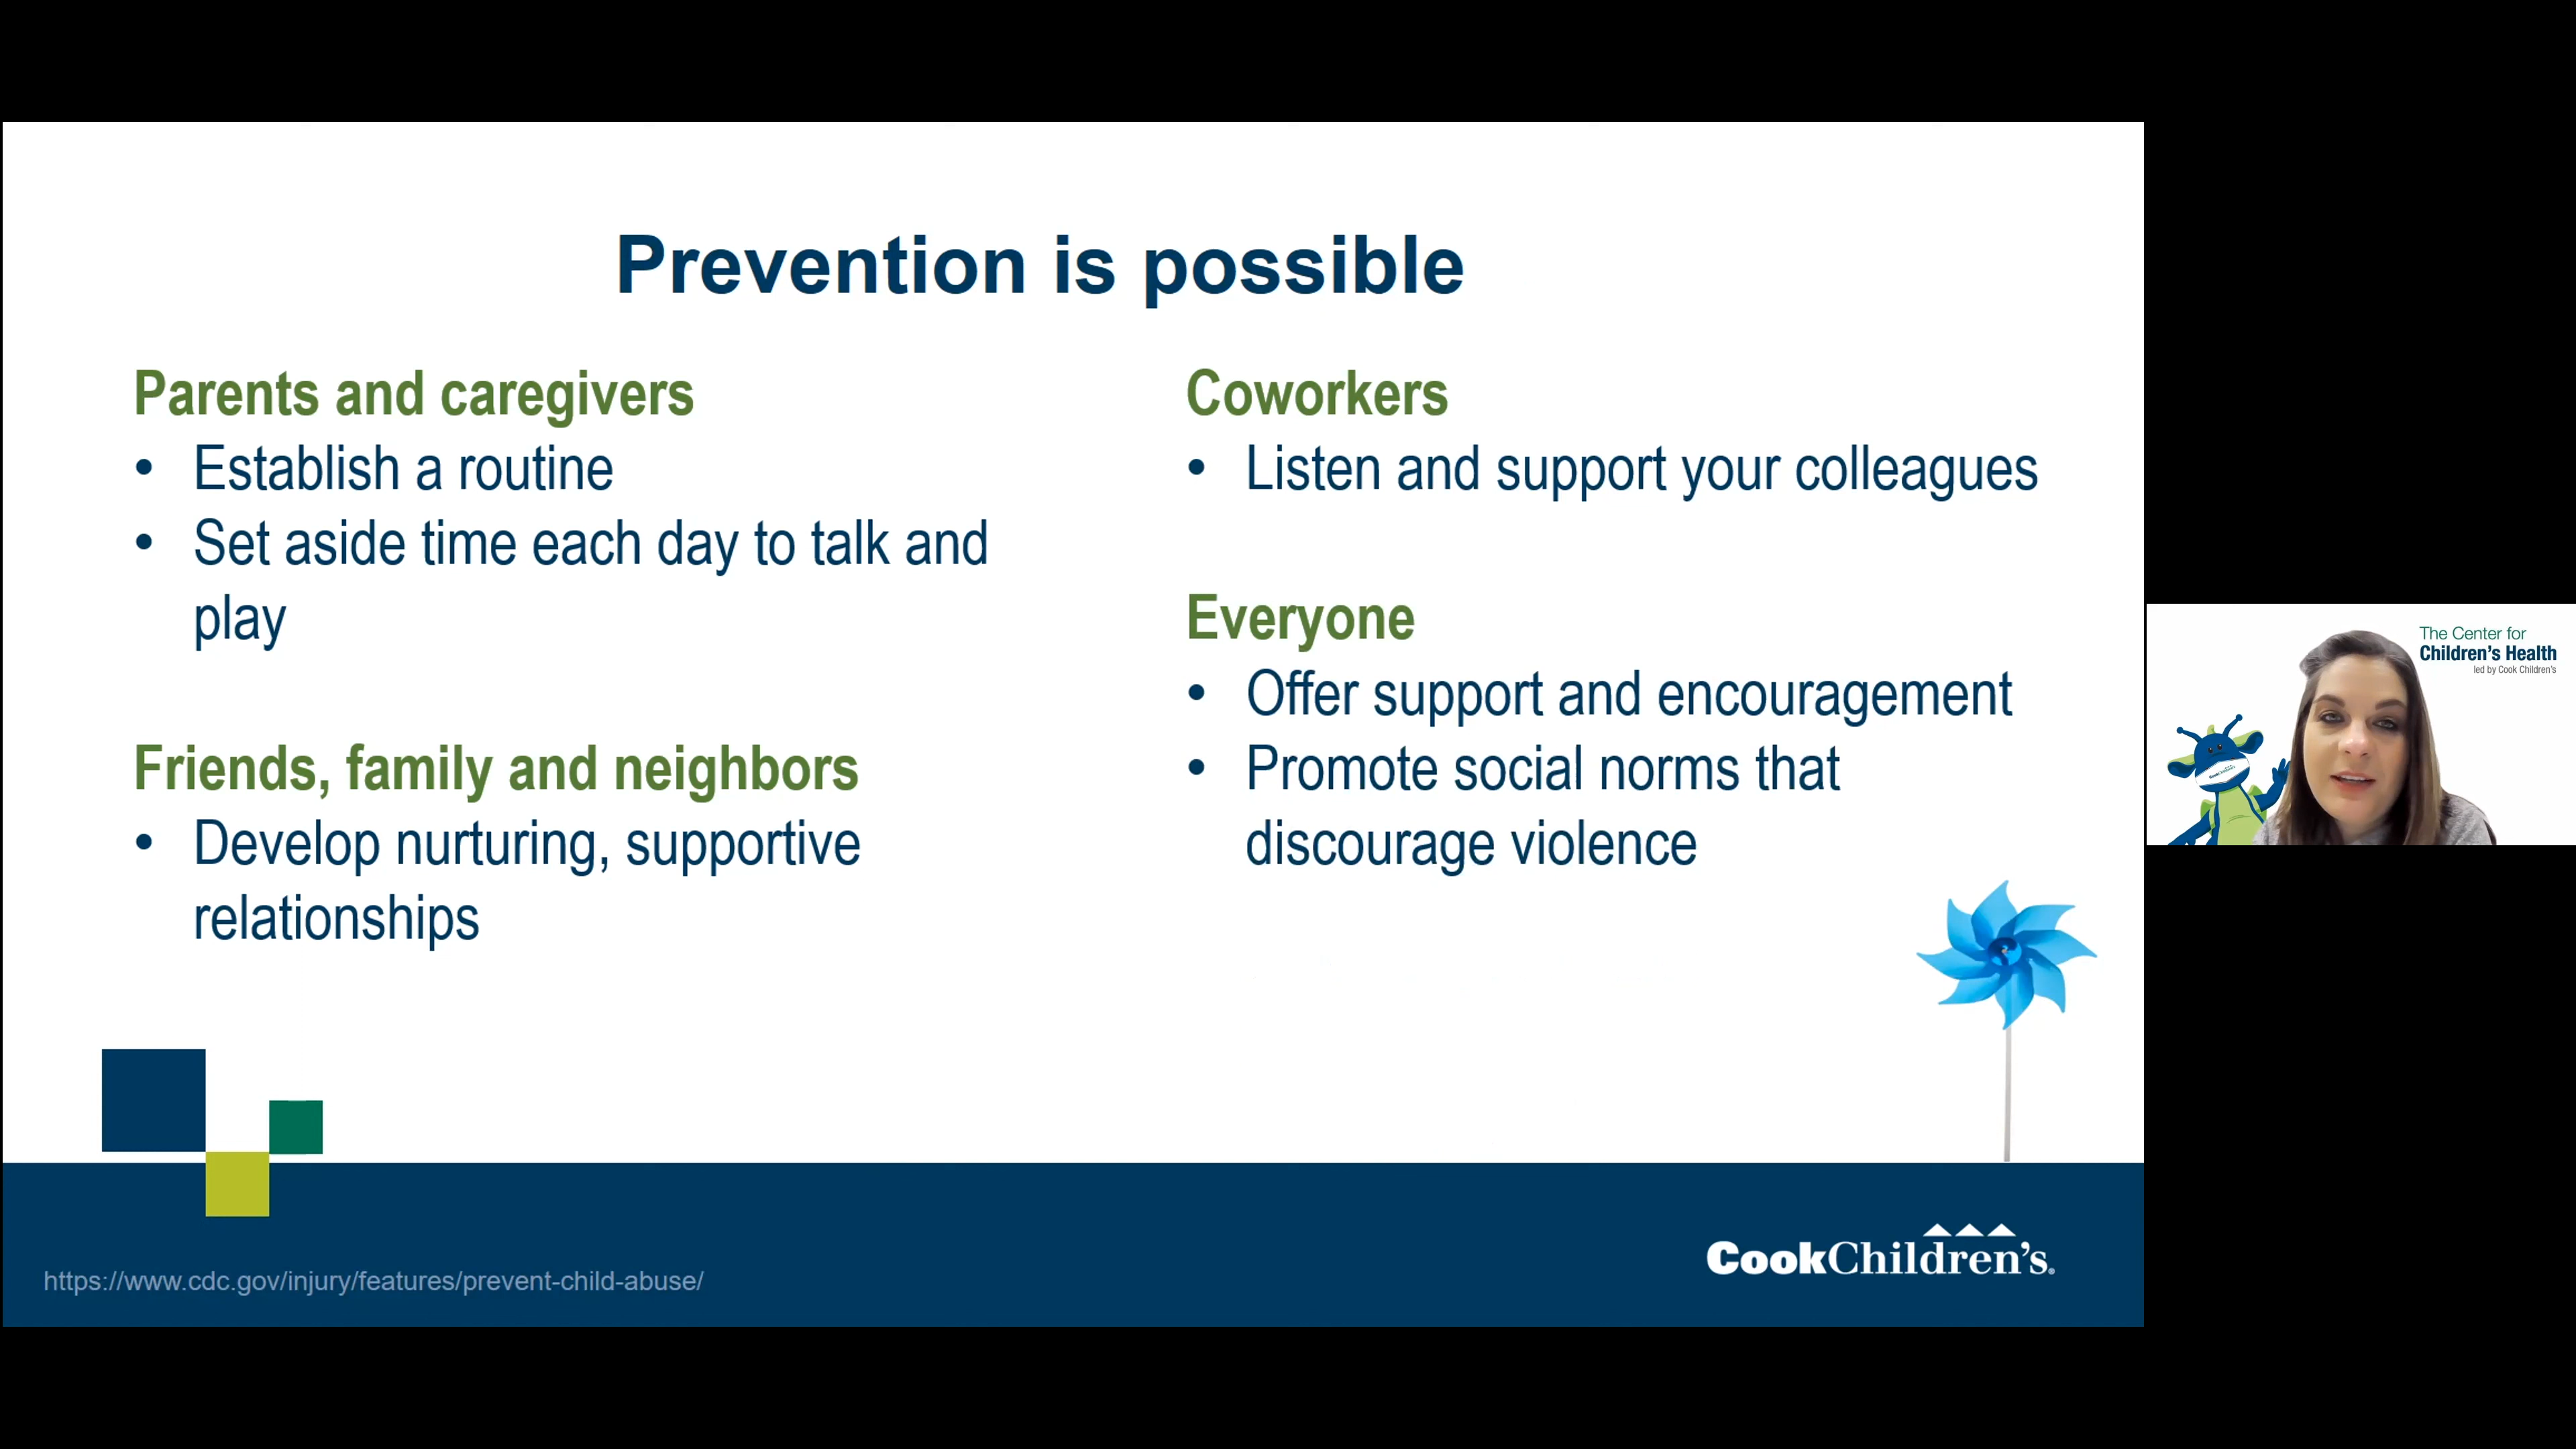 Prevention is possible
Parents and caregivers
• Establish a routine
• Set aside time each day to talk and
play
Friends, family and neighbors
• Develop nurturing, supportive
relationships
Coworkers
• Listen and support your colleagues
Everyone
• Offer support and encouragement
• Promote social norms that
discourage violence
https://www.cdc.gov/injury/features/prevent-child-abuse/
CookChildren's.
The Center for
Children's Health
led by Cook Children's